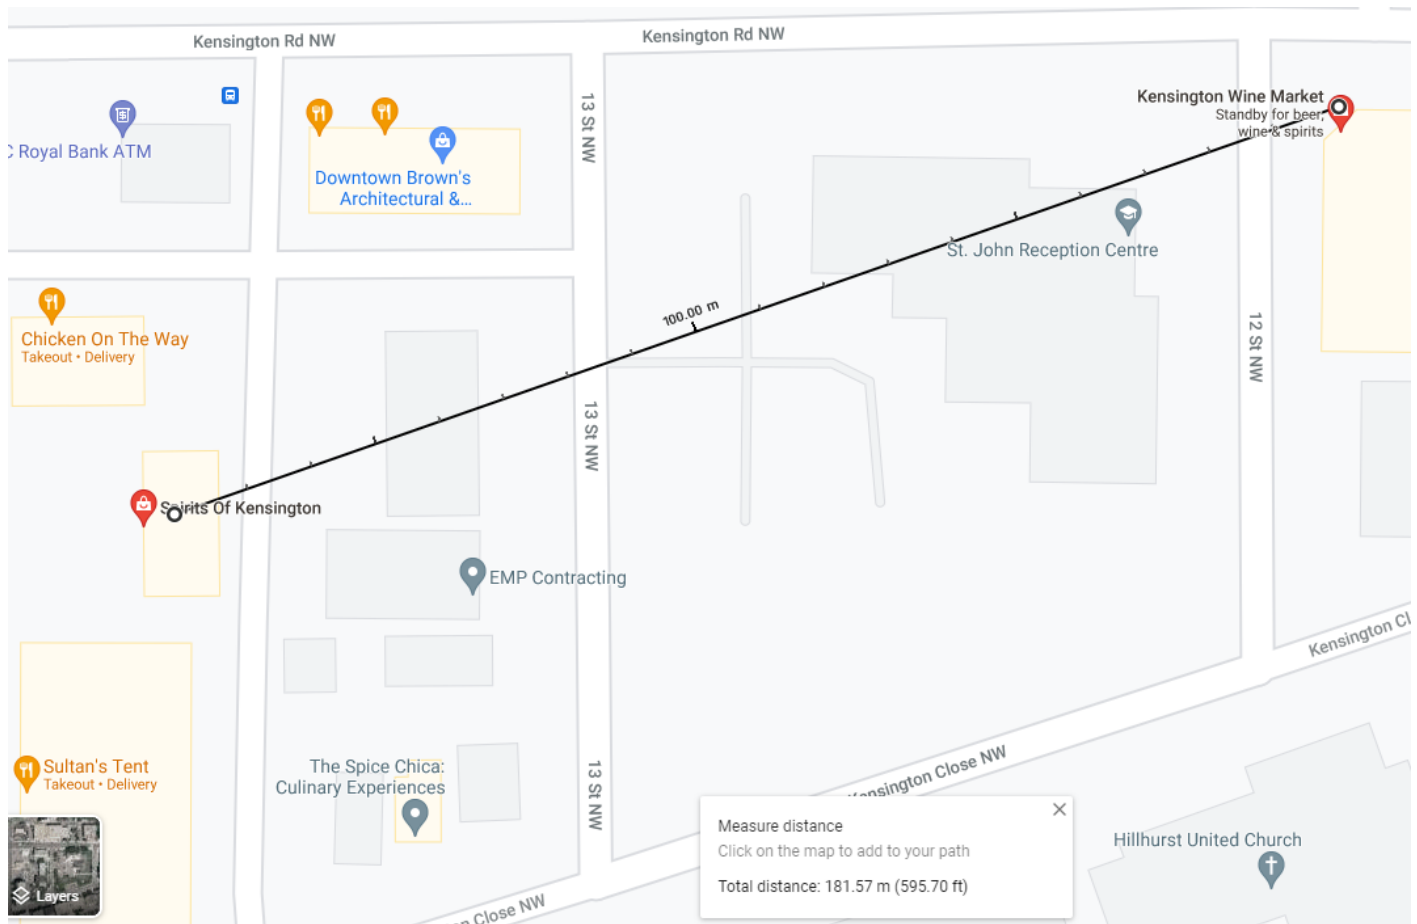 Kensington Rd NW
Kensington Rd NW
13 St NW
Kensington Wine Market
Standby for beer,
wine & spirits
C Royal Bank ATM
Downtown Brown's
Architectural &...
St. John Reception Centre
100.00 m
Chicken On The Way
Takeout • Delivery
12 St NW
13 St NW
Spirits Of Kensington
EMP Contracting
Kensington Cl
Sultan's Tent
Takeout • Delivery
The Spice Chica:
Culinary Experiences
13 St NW
Kensington Close NW
Measure distance
Click on the map to add to your path
Total distance: 181.57 m (595.70 ft)
Hillhurst United Church
Layers
n Close NW